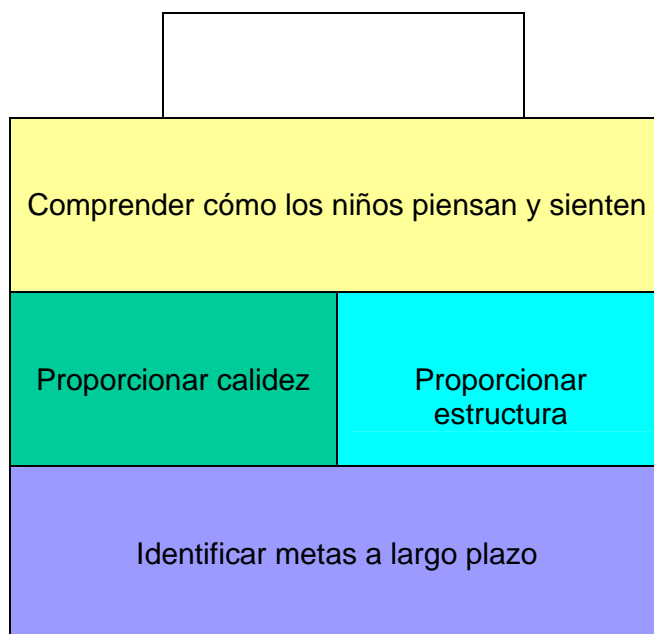 Comprender cómo los niños piensan y sienten
Proporcionar calidez
Proporcionar
estructura
Identificar metas a largo plazo